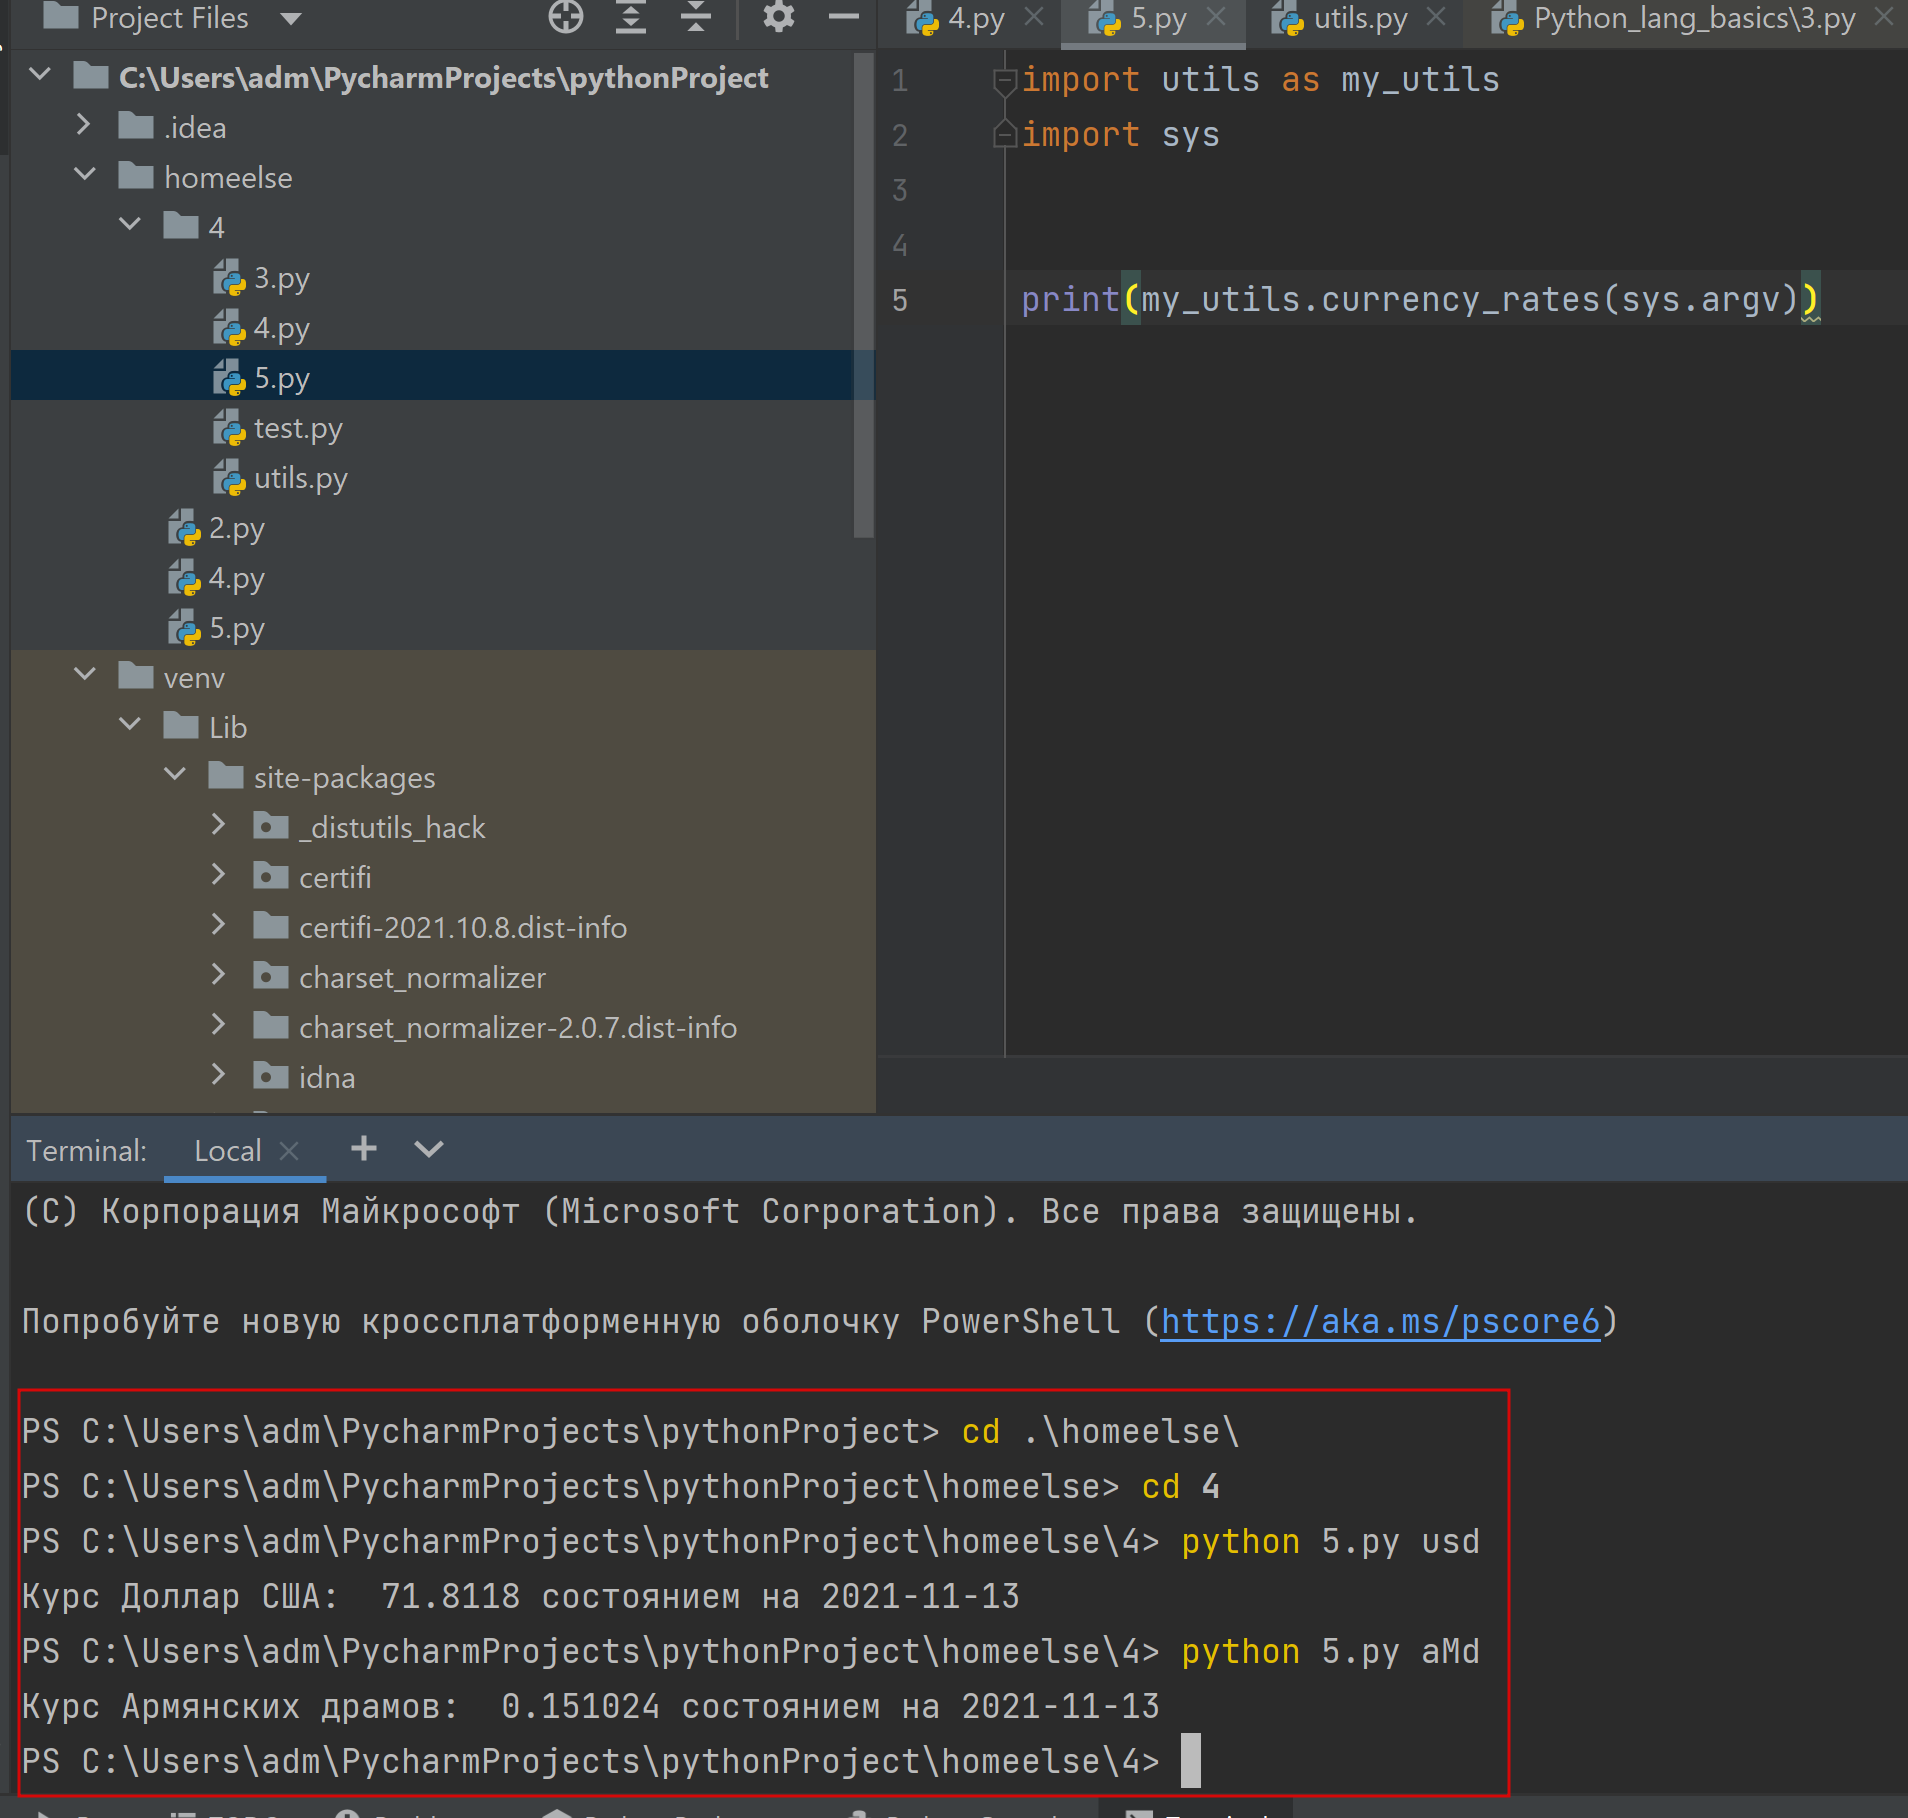 Project Files
4.py
5.py
utils.py
Python_lang_basics\3.py
C:\Users\adm\PycharmProjects\pythonProject
.idea
homeelse
4
3.py
4.py
5.py
test.py
utils.py
2.py
4.py
5.py
venv
Lib
site-packages
_distutils_hack
certifi
certifi-2021.10.8.dist-info
charset_normalizer
charset_normalizer-2.0.7.dist-info
idna
1 import utils as my_utils
2 import sys
3
4
5 print(my_utils.currency_rates(sys.argv))
Terminal: Local
(C) Корпорация Майкрософт (Microsoft Corporation). Все права защищены.
Попробуйте новую кроссплатформенную оболочку PowerShell (https://aka.ms/pscore6)
PS C:\Users\adm\PycharmProjects\pythonProject> cd .\homeelse\
PS C:\Users\adm\PycharmProjects\pythonProject\homeelse> cd 4
PS C:\Users\adm\PycharmProjects\pythonProject\homeelse\4> python 5.py usd
Курс Доллар США:  71.8118 состоянием на 2021-11-13
PS C:\Users\adm\PycharmProjects\pythonProject\homeelse\4> python 5.py aMd
Курс Армянских драмов:  0.151024 состоянием на 2021-11-13
PS C:\Users\adm\PycharmProjects\pythonProject\homeelse\4>